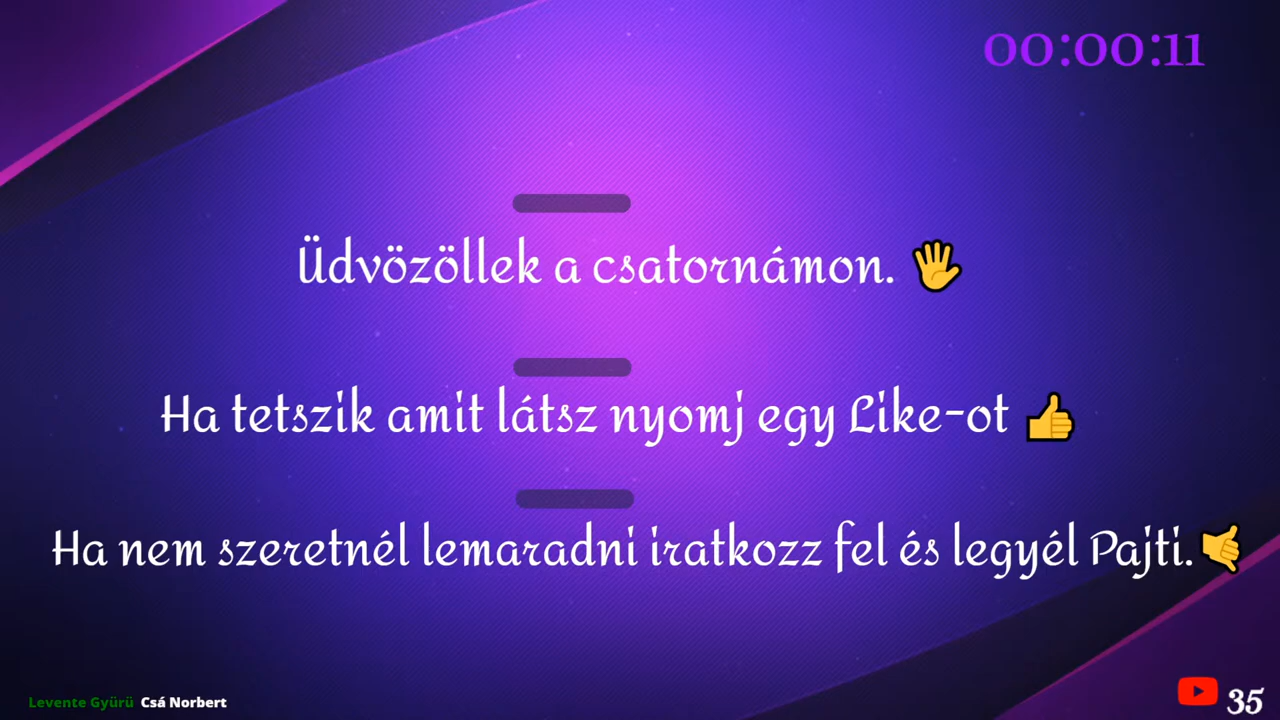 00:00:11
Üdvözöllek a csatornámon. 🖐
Ha tetszik amit látsz nyomj egy Like-ot 👍
Ha nem szeretnél lemaradni iratkozz fel és legyél Pajti.🤙
Levente Gyürü Csá Norbert
35